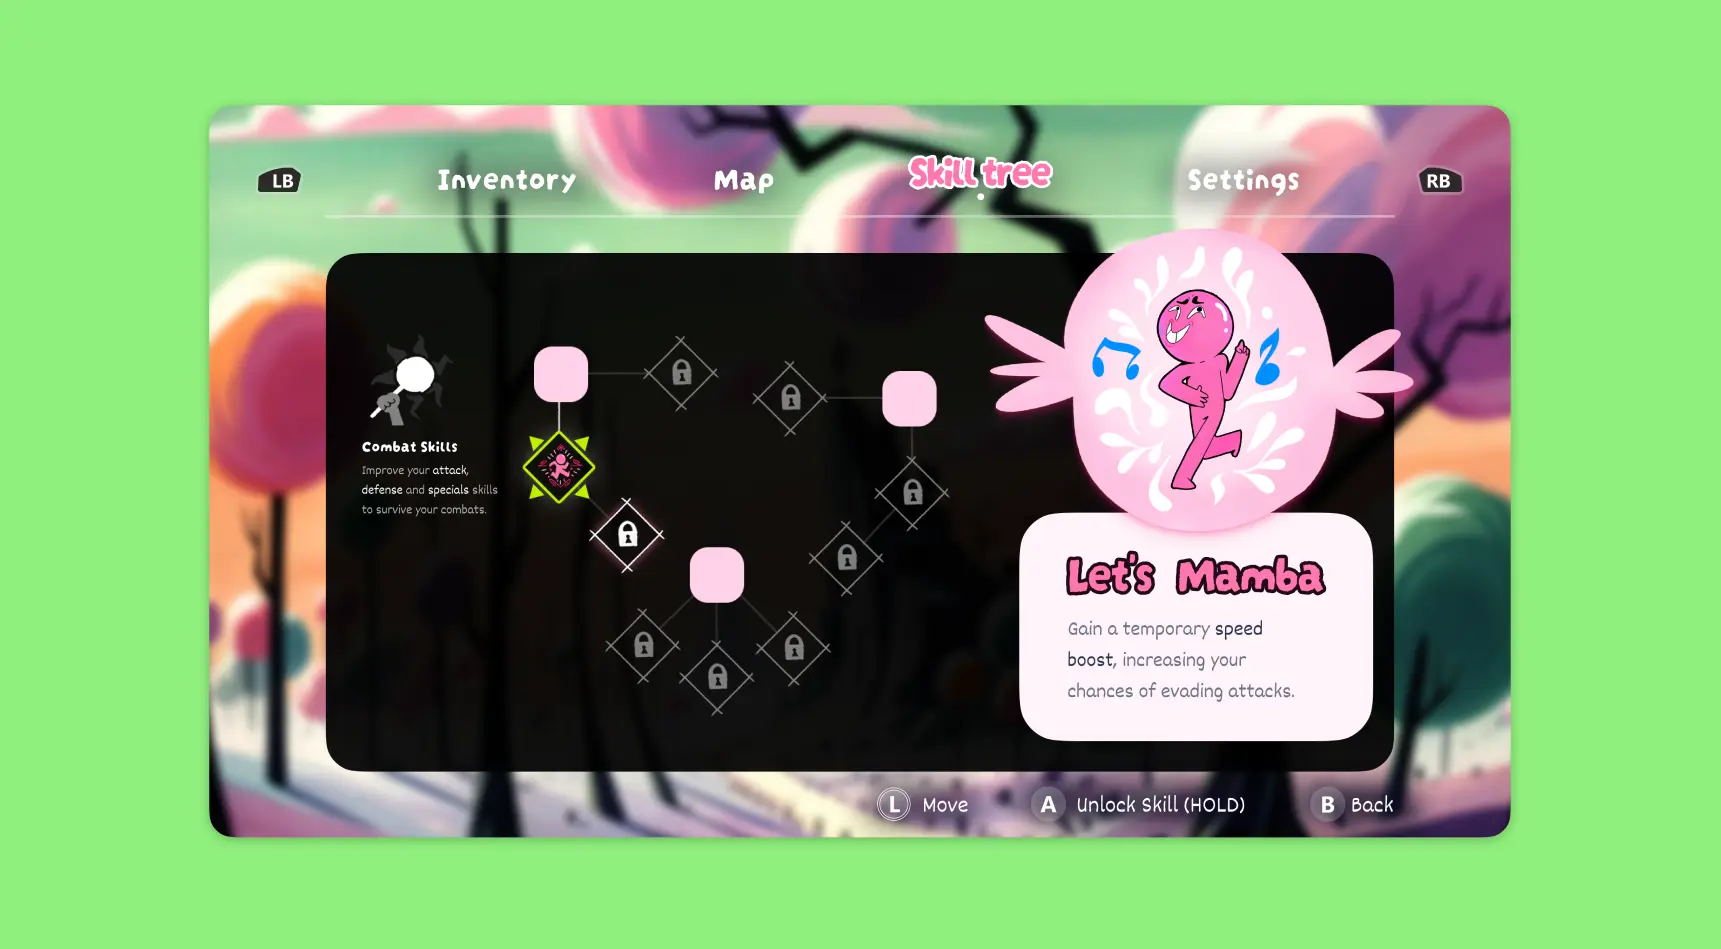 LB
Inventory
Map
Skill tree
Settings
RB
Combat Skills
Improve your attack,
defense and specials skills
to survive your combats.
Let's Mamba
Gain a temporary speed
boost, increasing your
chances of evading attacks.
L Move
A Unlock Skill (HOLD)
B Back